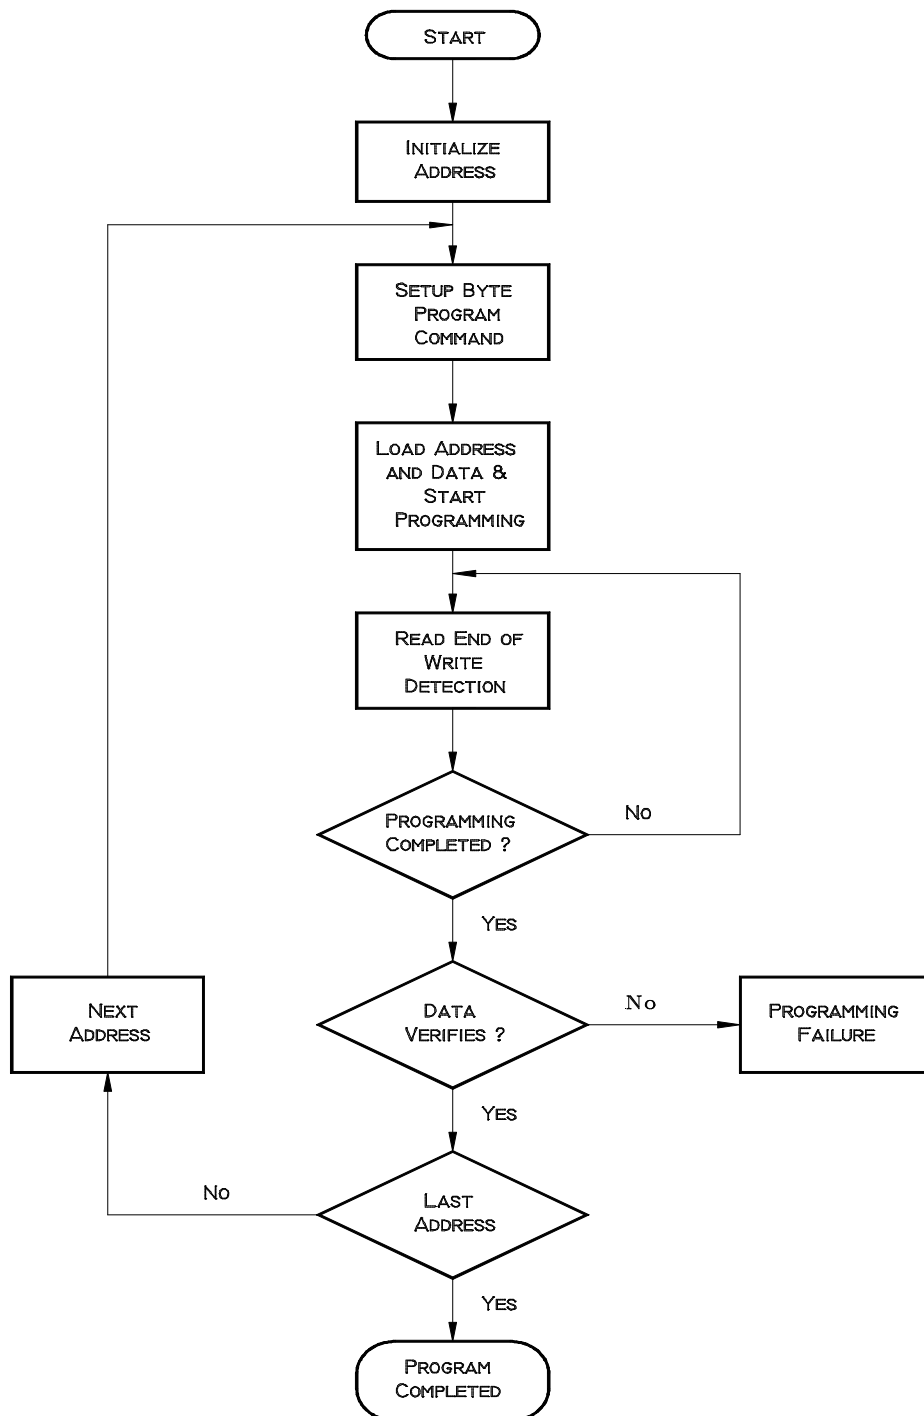 START
INITIALIZE
ADDRESS
SETUP BYTE
PROGRAM
COMMAND
LOAD ADDRESS
AND DATA &
START
PROGRAMMING
READ END OF
WRITE
DETECTION
PROGRAMMING
COMPLETED ?
NO
YES
NEXT
ADDRESS
DATA
VERIFIES ?
No
PROGRAMMING
FAILURE
YES
LAST
ADDRESS
NO
YES
PROGRAM
COMPLETED